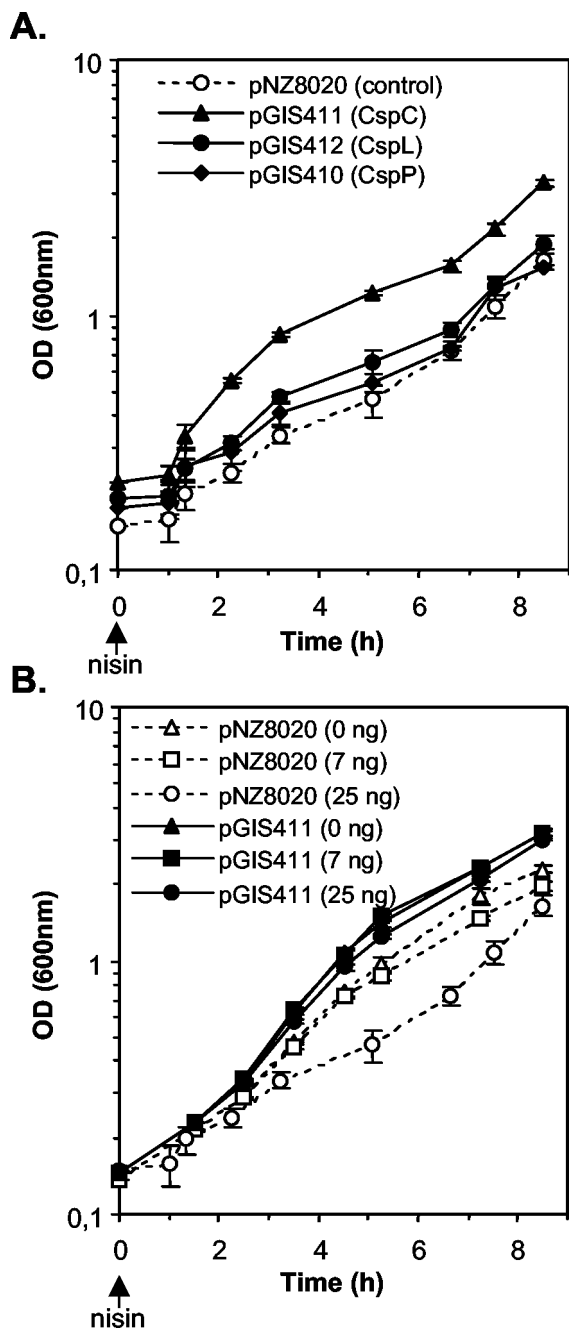 A.
10
pNZ8020 (control)
pGIS411 (CspC)
pGIS412 (CspL)
pGIS410 (CspP)
OD (600nm)
1
0,1
0 2 4 6 8
Time (h)
nisin
B.
10
pNZ8020 (0 ng)
pNZ8020 (7 ng)
pNZ8020 (25 ng)
pGIS411 (0 ng)
pGIS411 (7 ng)
pGIS411 (25 ng)
OD (600nm)
1
0,1
0 2 4 6 8
Time (h)
nisin